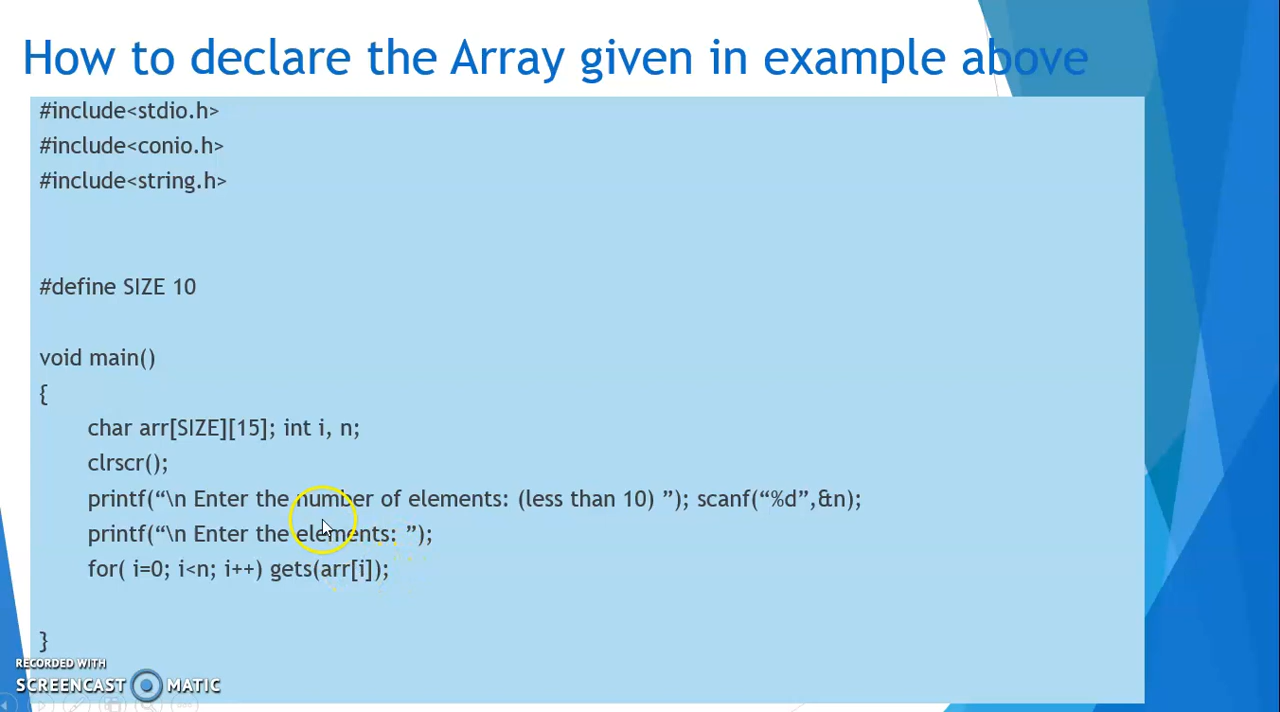 How to declare the Array given in example above
#include<stdio.h>
#include<conio.h>
#include<string.h>
#define SIZE 10
void main()
{
char arr[SIZE][15]; int i, n;
clrscr();
printf(“\n Enter the number of elements: (less than 10) ”); scanf(“%d”,&n);
printf(“\n Enter the elements: ”);
for( i=0; i<n; i++) gets(arr[i]);
}
RECORDED WITH
SCREENCAST MATIC